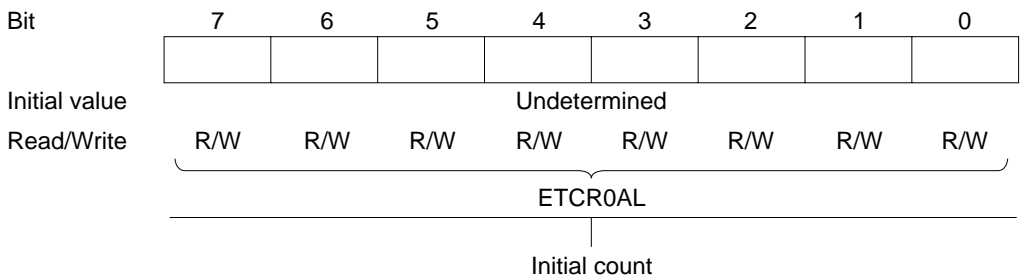 Bit 7 6 5 4 3 2 1 0
Initial value Undetermined
Read/Write R/W R/W R/W R/W R/W R/W R/W R/W
ETCR0AL
Initial count